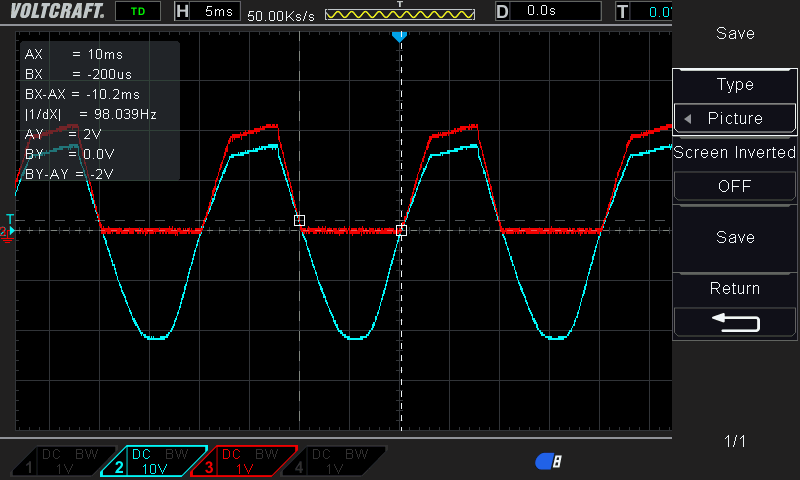 VOLTCRAFT. TD H 5ms 50.00Ks/s T D 0.0s T 0.0
AX = 10ms
BX = -200us
BX-AX = -10.2ms
|1/dX| = 98.039Hz
AY = 2V
BY = 0.0V
BY-AY = -2V
T
2
Save
Type
Picture
Screen Inverted
OFF
Save
Return
1/1
1 DC BW 1V
2 DC BW 10V
3 DC BW 1V
4 DC BW 1V